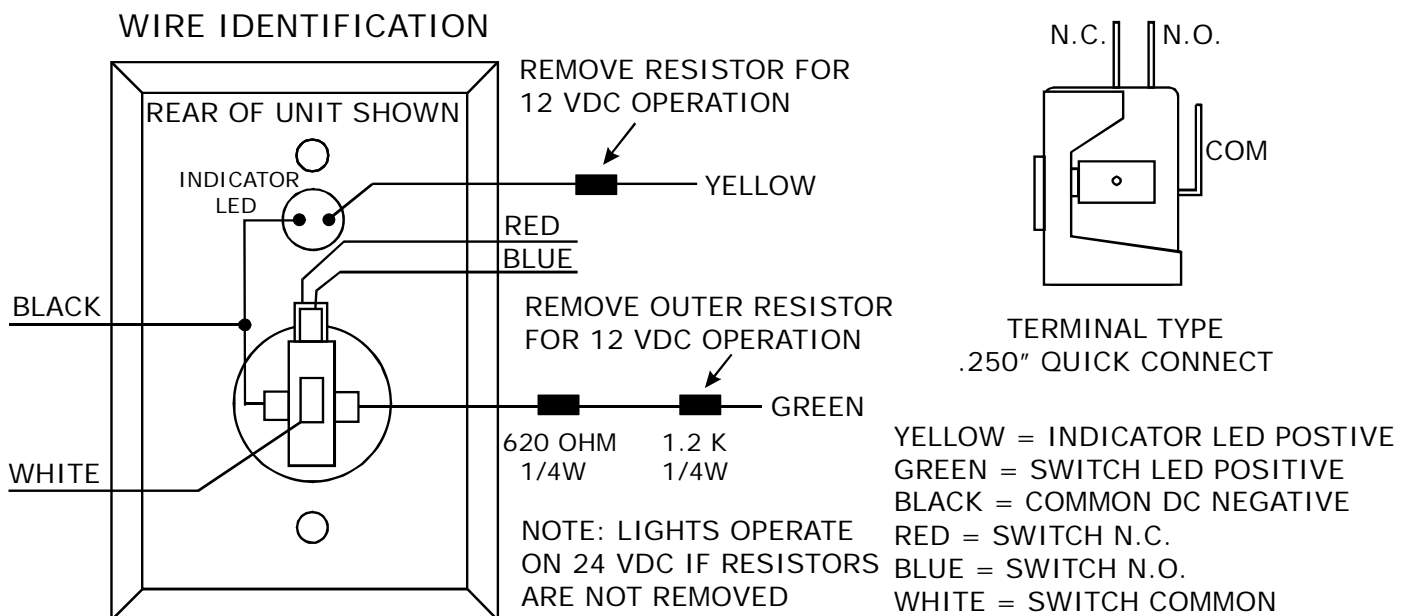 WIRE IDENTIFICATION
REAR OF UNIT SHOWN
INDICATOR
LED
REMOVE RESISTOR FOR
12 VDC OPERATION
YELLOW
RED
BLUE
BLACK
REMOVE OUTER RESISTOR
FOR 12 VDC OPERATION
GREEN
620 OHM
1/4W
1.2 K
1/4W
WHITE
NOTE: LIGHTS OPERATE
ON 24 VDC IF RESISTORS
ARE NOT REMOVED
N.C.
N.O.
COM
TERMINAL TYPE
.250" QUICK CONNECT
YELLOW = INDICATOR LED POSTIVE
GREEN = SWITCH LED POSITIVE
BLACK = COMMON DC NEGATIVE
RED = SWITCH N.C.
BLUE = SWITCH N.O.
WHITE = SWITCH COMMON